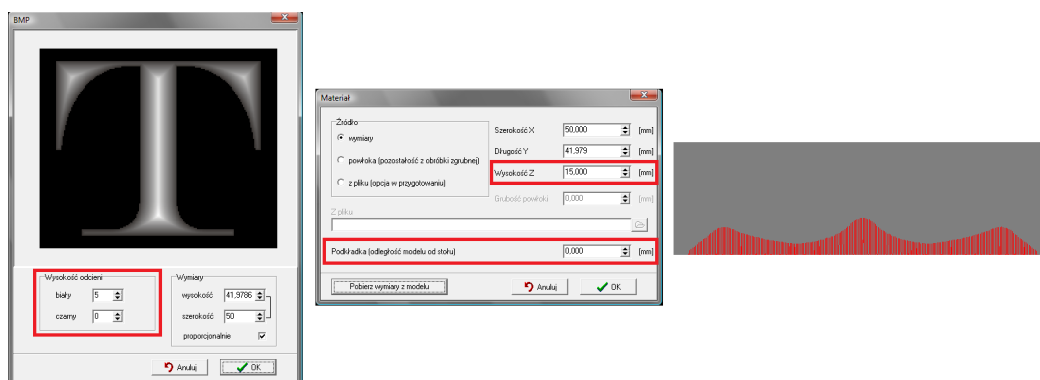 BMP
T
Wysokość odcieni
biały 5
czarny 0
Wymiary
wysokość 41,9786
szerokość 50
proporcjonalnie
Anuluj OK
Materiał
Źródło
wymiary
powłoka (pozostałość z obróbki zgrubnej)
z pliku (opcja w przygotowaniu)
Szerokość X 50,000 [mm]
Długość Y 41,979 [mm]
Wysokość Z 15,000 [mm]
Grubość powłoki 0,000 [mm]
Z pliku
Podkładka (odległość modelu od stołu) 0,000 [mm]
Pobierz wymiary z modelu Anuluj OK